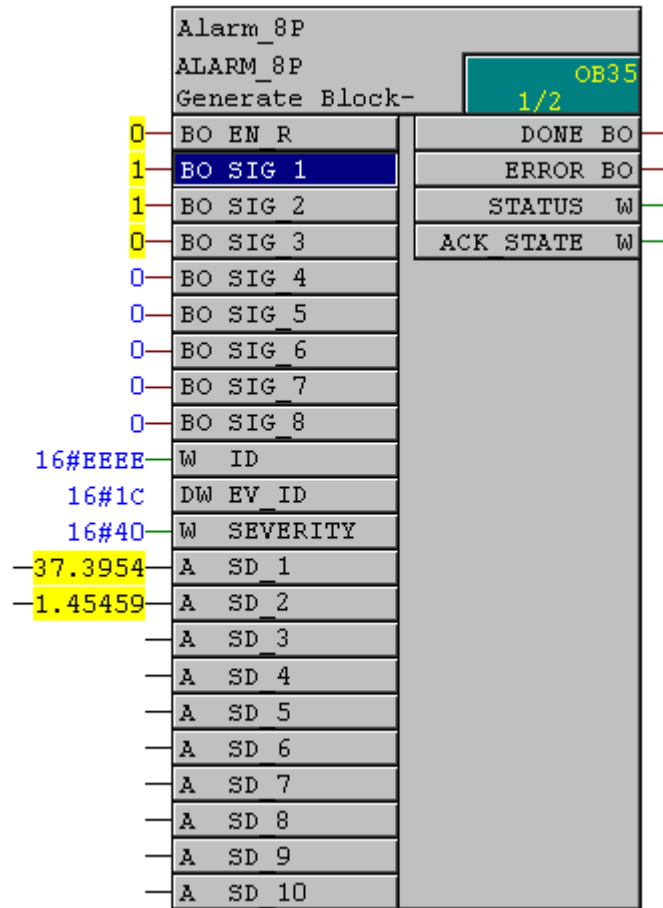 Alarm_8P
ALARM_8P
Generate Block-
OB35
1/2
0 BO EN_R DONE BO
1 BO SIG_1 ERROR BO
1 BO SIG_2 STATUS W
0 BO SIG_3 ACK_STATE W
0 BO SIG_4
0 BO SIG_5
0 BO SIG_6
0 BO SIG_7
0 BO SIG_8
16#EEEE W ID
16#1C DW EV_ID
16#40 W SEVERITY
37.3954 A SD_1
1.45459 A SD_2
A SD_3
A SD_4
A SD_5
A SD_6
A SD_7
A SD_8
A SD_9
A SD_10